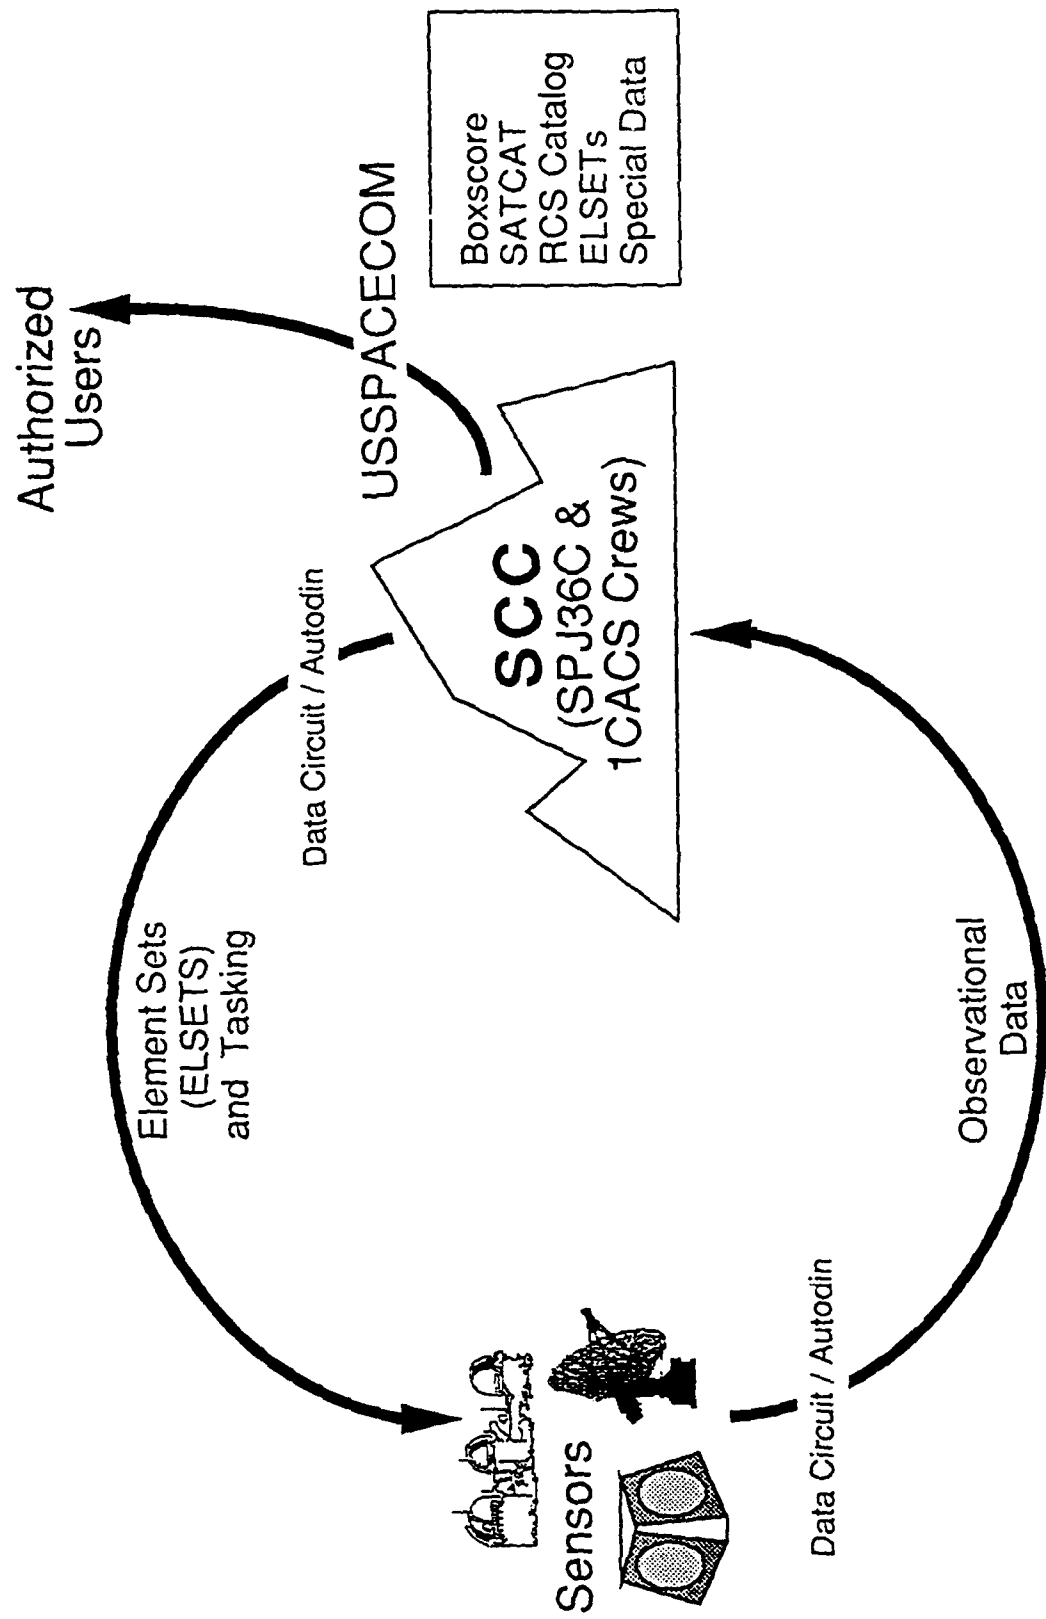 Authorized
Users
USSPACECOM
Boxscore
SATCAT
RCS Catalog
ELSETs
Special Data
Data Circuit / Autodin
Element Sets
(ELSETS)
and Tasking
SCC
(SPJ36C &
1CACS Crews)
Sensors
Observational
Data
Data Circuit / Autodin